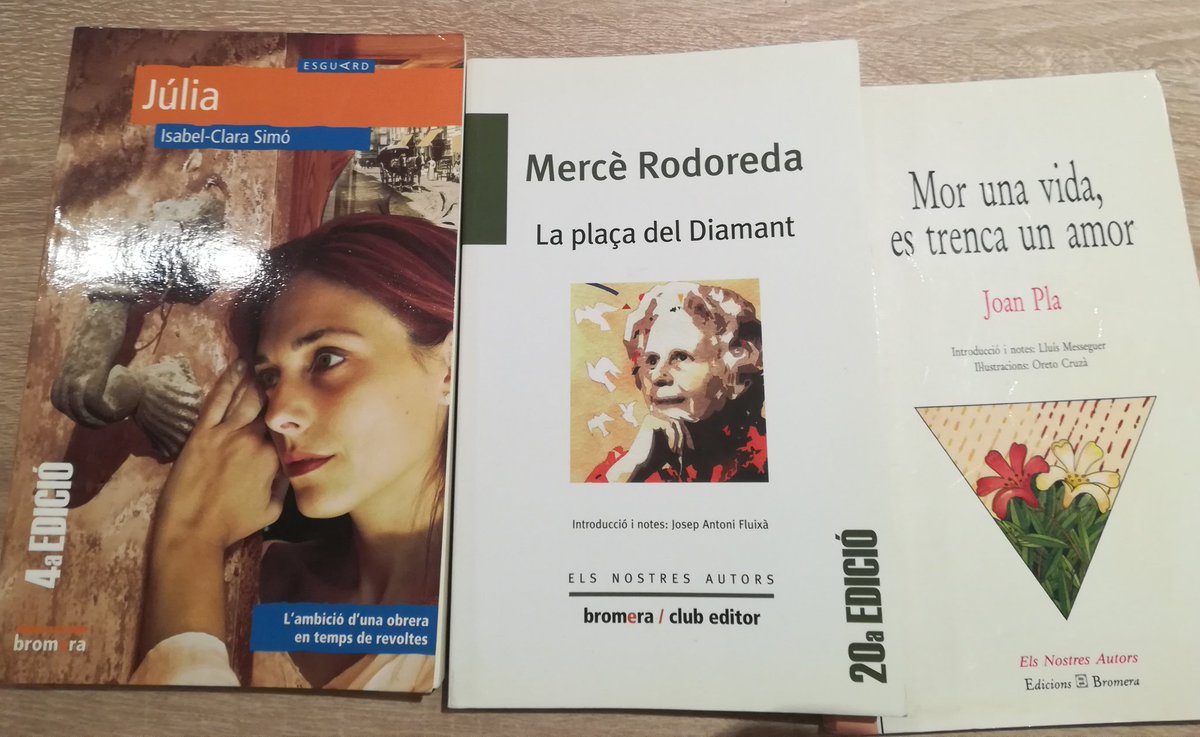 ESGUARD
Júlia
Isabel-Clara Simó
4a EDICIÓ
L'ambició d'una obrera
en temps de revoltes
bromera
Mercè Rodoreda
La plaça del Diamant
Introducció i notes: Josep Antoni Fluixà
ELS NOSTRES AUTORS
bromera / club editor
20a EDICIÓ
Mor una vida,
es trenca un amor
Joan Pla
Introducció i notes: Lluís Messeguer
Il·lustracions: Oreto Cruzà
Els Nostres Autors
Edicions B Bromera